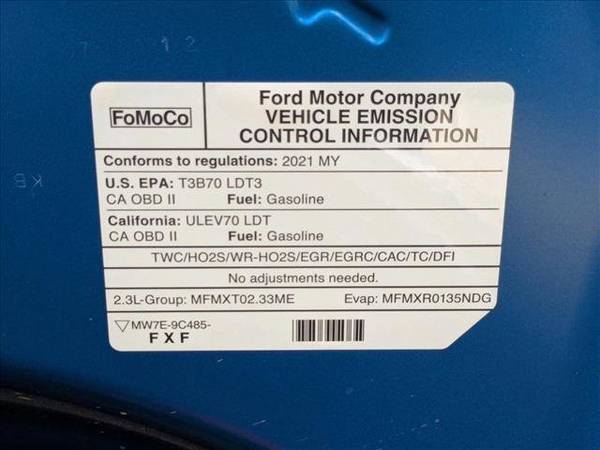 FoMoCo
Ford Motor Company
VEHICLE EMISSION
CONTROL INFORMATION
Conforms to regulations: 2021 MY
U.S. EPA: T3B70 LDT3
CA OBD II Fuel: Gasoline
California: ULEV70 LDT
CA OBD II Fuel: Gasoline
TWC/HO2S/WR-HO2S/EGR/EGRC/CAC/TC/DFI
No adjustments needed.
2.3L-Group: MFMXT02.33ME Evap: MFMXR0135NDG
MW7E-9C485-
F X F